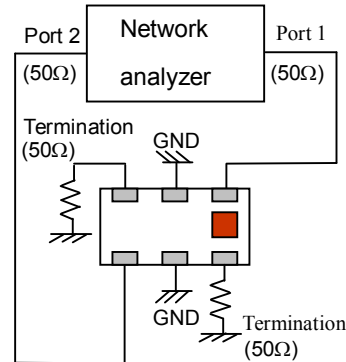 Port 2
Network
analyzer
Port 1
(50Ω)
(50Ω)
Termination
(50Ω)
GND
GND
Termination
(50Ω)